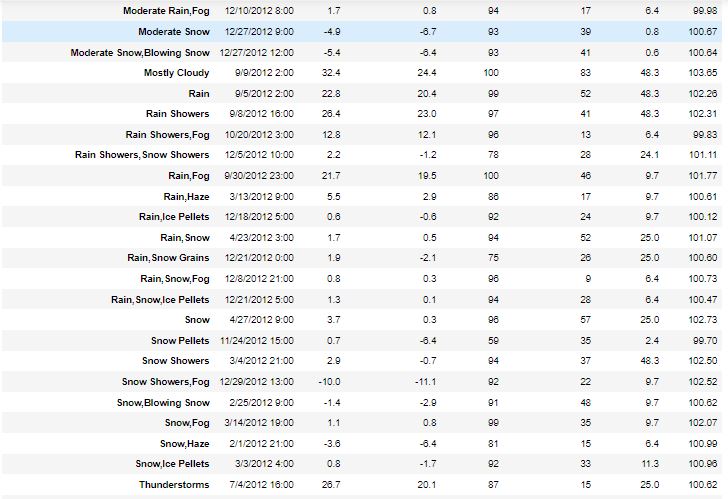 Moderate Rain,Fog 12/10/2012 8:00 1.7 0.8 94 17 6.4 99.98
Moderate Snow 12/27/2012 9:00 -4.9 -6.7 93 39 0.8 100.67
Moderate Snow,Blowing Snow 12/27/2012 12:00 -5.4 -6.4 93 41 0.6 100.64
Mostly Cloudy 9/9/2012 2:00 32.4 24.4 100 83 48.3 103.65
Rain 9/5/2012 2:00 22.8 20.4 99 52 48.3 102.26
Rain Showers 9/8/2012 16:00 26.4 23.0 97 41 48.3 102.31
Rain Showers,Fog 10/20/2012 3:00 12.8 12.1 96 13 6.4 99.83
Rain Showers,Snow Showers 12/5/2012 10:00 2.2 -1.2 78 28 24.1 101.11
Rain,Fog 9/30/2012 23:00 21.7 19.5 100 46 9.7 101.77
Rain,Haze 3/13/2012 9:00 5.5 2.9 86 17 9.7 100.61
Rain,Ice Pellets 12/18/2012 5:00 0.6 -0.6 92 24 9.7 100.12
Rain,Snow 4/23/2012 3:00 1.7 0.5 94 52 25.0 101.07
Rain,Snow Grains 12/21/2012 0:00 1.9 -2.1 75 26 25.0 100.60
Rain,Snow,Fog 12/8/2012 21:00 0.8 0.3 96 9 6.4 100.73
Rain,Snow,Ice Pellets 12/21/2012 5:00 1.3 0.1 94 28 6.4 100.47
Snow 4/27/2012 9:00 3.7 0.3 96 57 25.0 102.73
Snow Pellets 11/24/2012 15:00 0.7 -6.4 59 35 2.4 99.70
Snow Showers 3/4/2012 21:00 2.9 -0.7 94 37 48.3 102.50
Snow Showers,Fog 12/29/2012 13:00 -10.0 -11.1 92 22 9.7 102.52
Snow,Blowing Snow 2/25/2012 9:00 -1.4 -2.9 91 48 9.7 100.62
Snow,Fog 3/14/2012 19:00 1.1 0.8 99 35 9.7 102.07
Snow,Haze 2/1/2012 21:00 -3.6 -6.4 81 15 6.4 100.99
Snow,Ice Pellets 3/3/2012 4:00 0.8 -1.7 92 33 11.3 100.96
Thunderstorms 7/4/2012 16:00 26.7 20.1 87 15 25.0 100.62